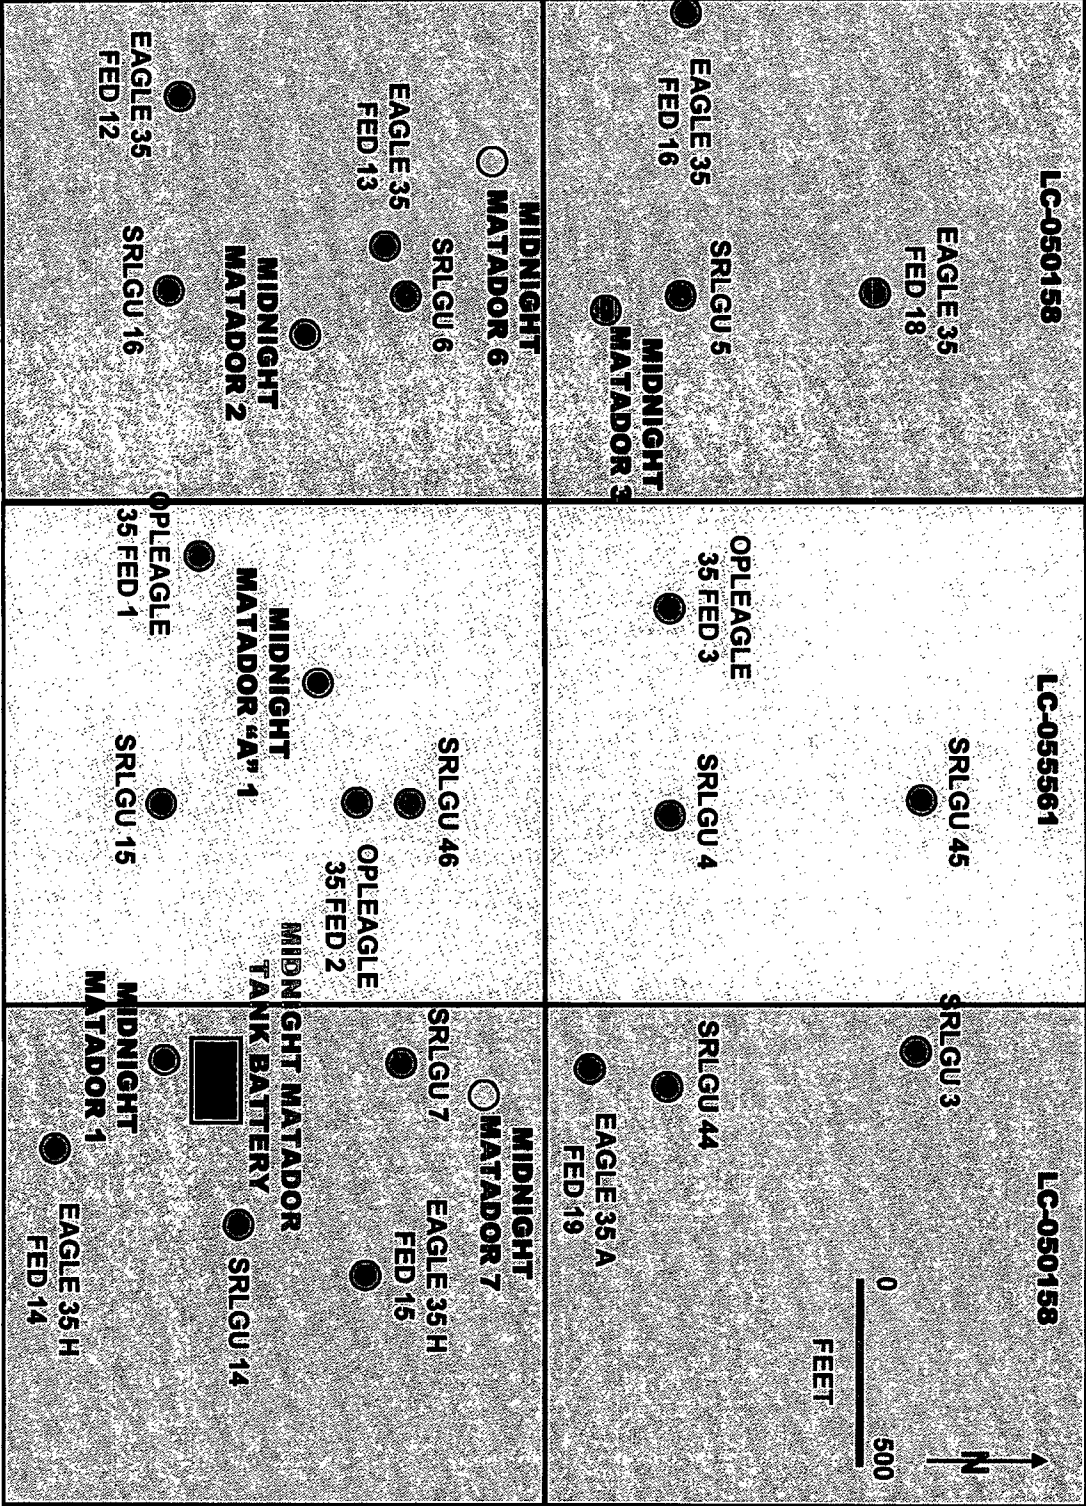 LC-050158
EAGLE 35
FED 18
EAGLE 35
FED 16
SRLGU 5
MIDNIGHT
MATADOR 3
LC-055561
SRLGU 45
OPLEAGLE
35 FED 3
SRLGU 4
LC-050158
SRLGU 3
0
500
FEET
N
SRLGU 44
EAGLE 35 A
FED 19
MIDNIGHT
MATADOR 6
SRLGU 6
EAGLE 35
FED 13
MIDNIGHT
MATADOR 2
EAGLE 35
FED 12
SRLGU 16
SRLGU 46
OPLEAGLE
35 FED 2
MIDNIGHT
MATADOR "A" 1
OPLEAGLE
35 FED 1
SRLGU 15
MIDNIGHT
MATADOR 7
SRLGU 7
EAGLE 35 H
FED 15
MIDNIGHT MATADOR
TANK BATTERY
SRLGU 14
MIDNIGHT
MATADOR 1
EAGLE 35 H
FED 14